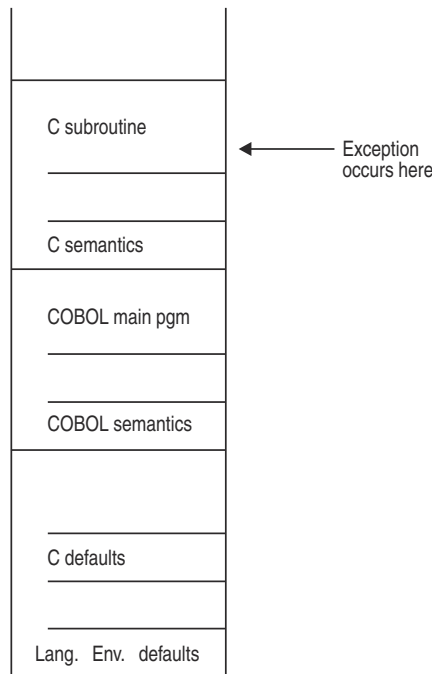 C subroutine
Exception
occurs here
C semantics
COBOL main pgm
COBOL semantics
C defaults
Lang. Env. defaults